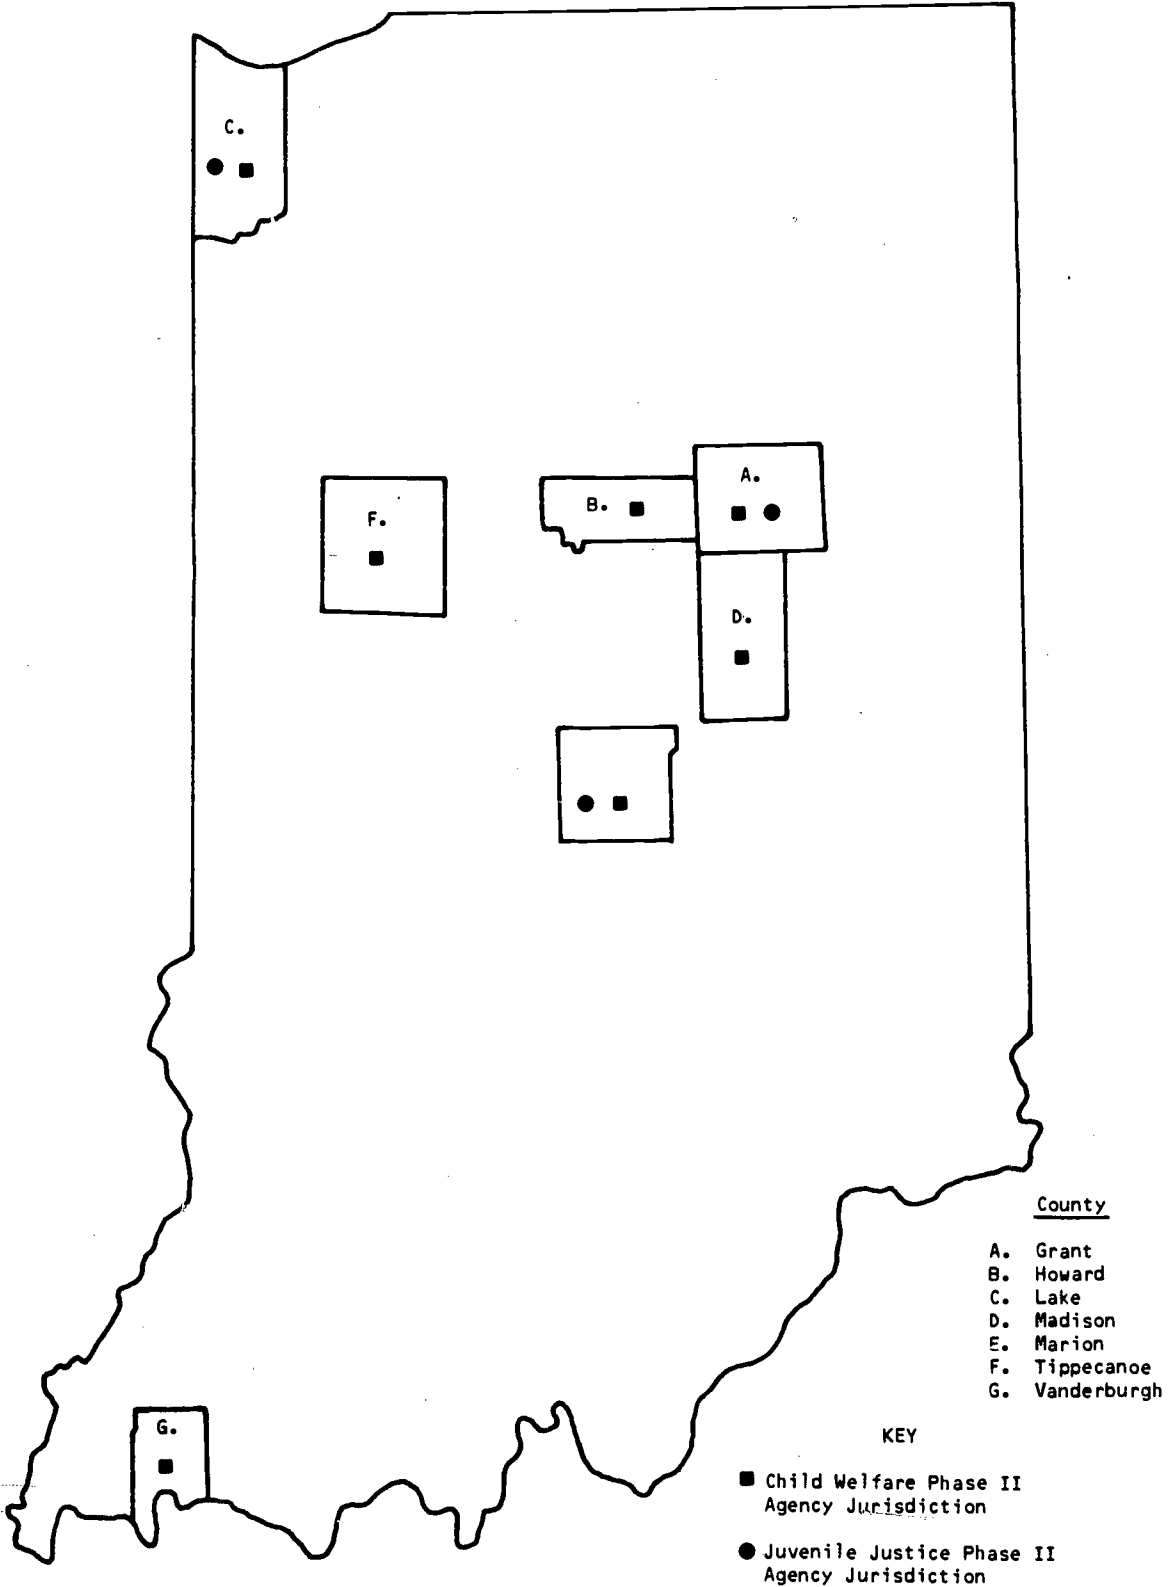 C.
A.
B.
F.
D.
G.
County
A. Grant
B. Howard
C. Lake
D. Madison
E. Marion
F. Tippecanoe
G. Vanderburgh
KEY
■ Child Welfare Phase II
Agency Jurisdiction
● Juvenile Justice Phase II
Agency Jurisdiction